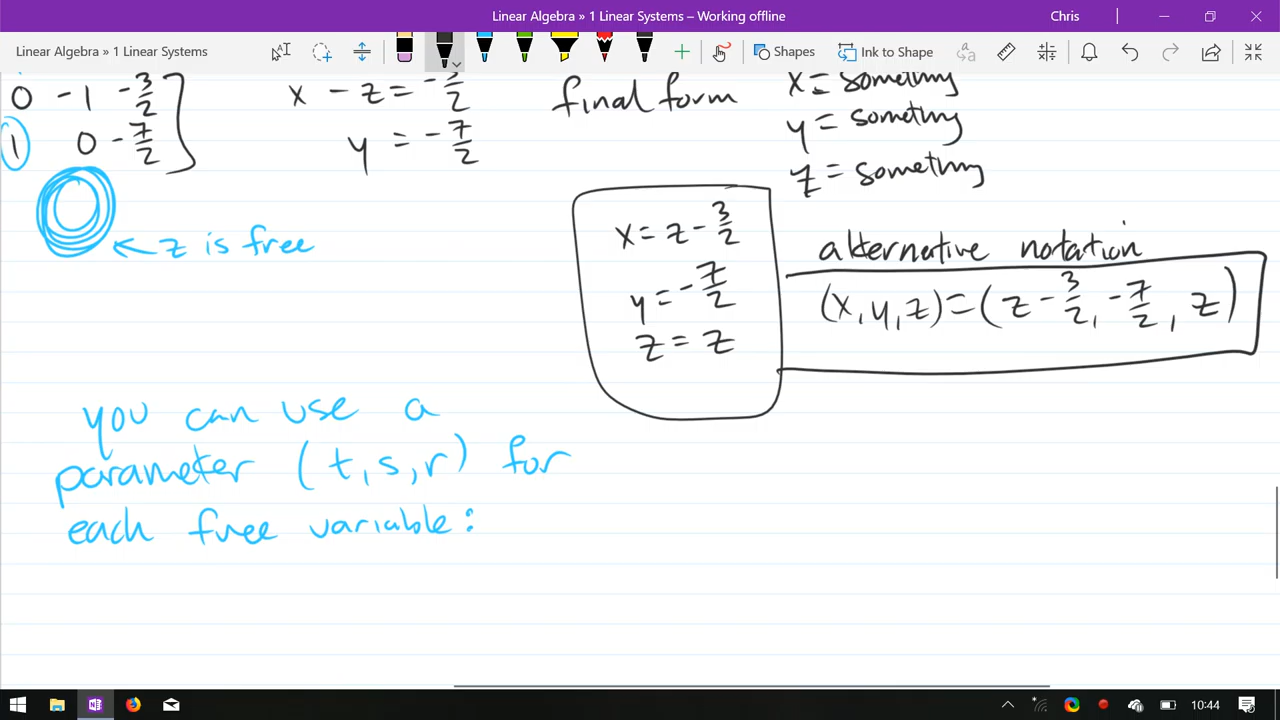 Linear Algebra » 1 Linear Systems – Working offline
Chris
Linear Algebra » 1 Linear Systems
Shapes
Ink to Shape
0 -1 -3/2
1 0 -7/2
x - z = -3/2
y = -7/2
final form
x = something
y = something
z = something
z is free
x = z - 3/2
y = -7/2
z = z
alternative notation
(x, y, z) = (z - 3/2, -7/2, z)
you can use a
parameter (t, s, r) for
each free variable:
10:44